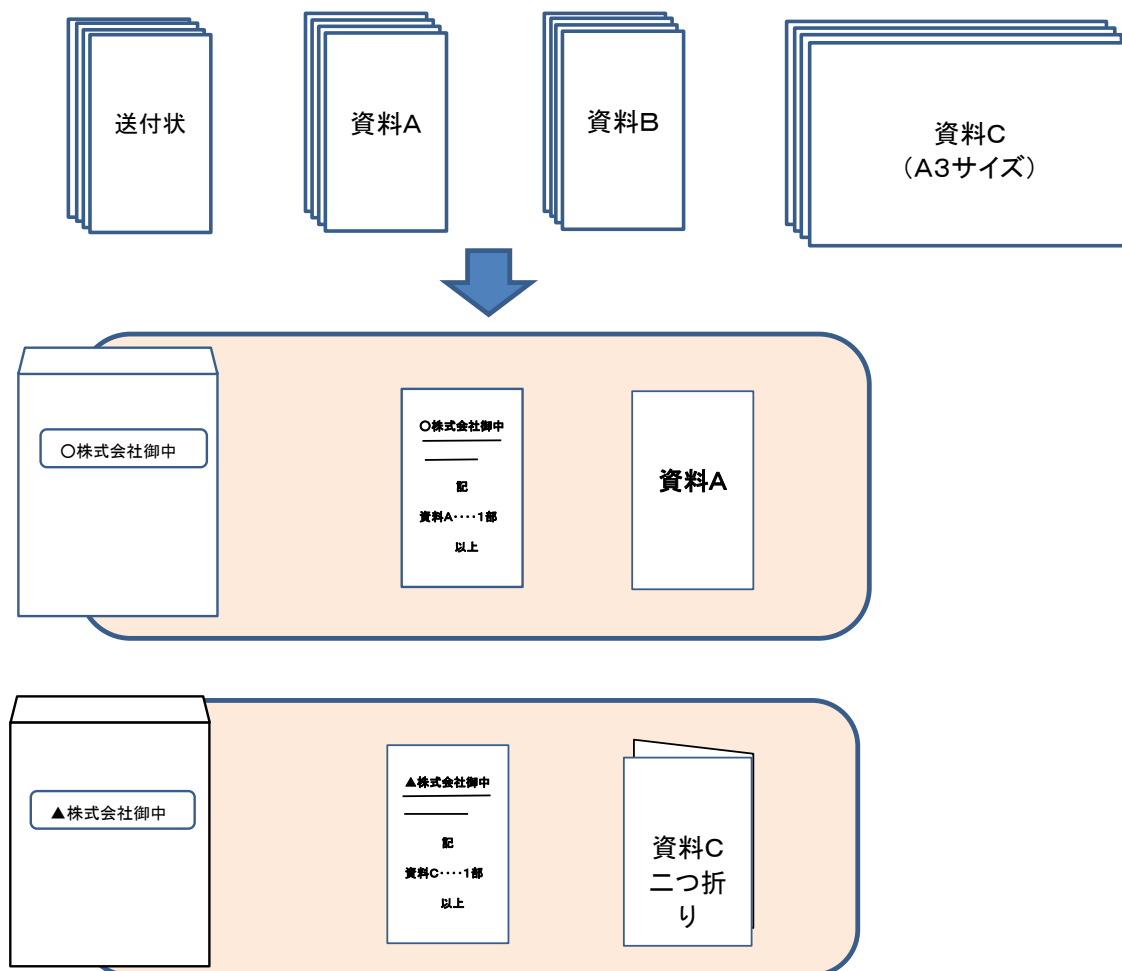 送付状
資料A
資料B
資料C
（A3サイズ）
〇株式会社御中
〇株式会社御中
記
資料A‥‥1部
以上
資料A
▲株式会社御中
▲株式会社御中
記
資料C‥‥1部
以上
資料C
二つ折
り